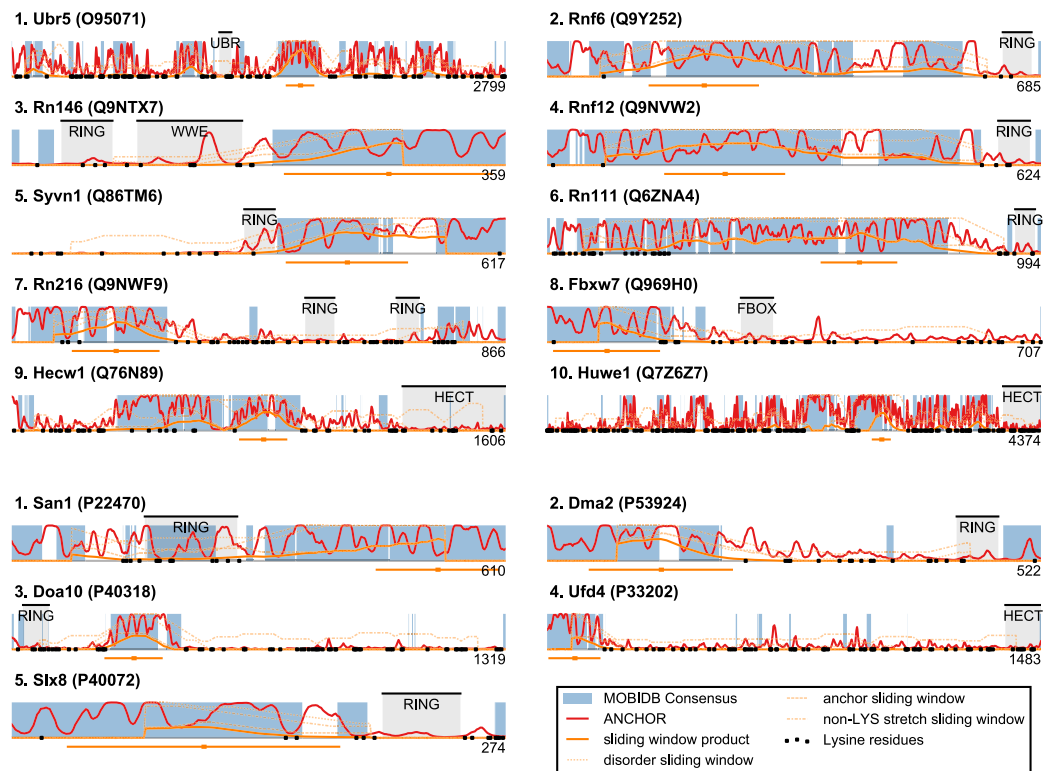 1. Ubr5 (O95071)
UBR
2799
2. Rnf6 (Q9Y252)
RING
685
3. Rn146 (Q9NTX7)
RING
WWE
359
4. Rnf12 (Q9NVW2)
RING
624
5. Syvn1 (Q86TM6)
RING
617
6. Rn111 (Q6ZNA4)
RING
994
7. Rn216 (Q9NWF9)
RING
RING
866
8. Fbxw7 (Q969H0)
FBOX
707
9. Hecw1 (Q76N89)
HECT
1606
10. Huwe1 (Q7Z6Z7)
HECT
4374
1. San1 (P22470)
RING
610
2. Dma2 (P53924)
RING
522
3. Doa10 (P40318)
RING
1319
4. Ufd4 (P33202)
HECT
1483
5. Slx8 (P40072)
RING
274
MOBIDB Consensus
ANCHOR
sliding window product
disorder sliding window
anchor sliding window
non-LYS stretch sliding window
Lysine residues